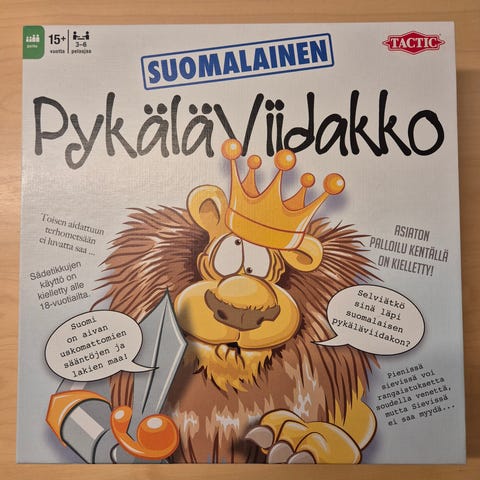 perhe
15+
vuotta
3–6
pelaajaa
TACTIC
SUOMALAINEN
PykäläViidakko
Toisen aidattuun
terhometsään
ei luvatta saa ...
Sädetikkujen
käyttö on
kielletty alle
18-vuotiailta.
ASIATON
PALLOILU KENTÄLLÄ
ON KIELLETTY!
Suomi
on aivan
uskomattomien
sääntöjen ja
lakien maa!
Selviätkö
sinä läpi
suomalaisen
pykäläviidakon?
Pienissä
sievissä voi
rangaistuksetta
soudella venettä,
mutta Sievissä
ei saa myydä...